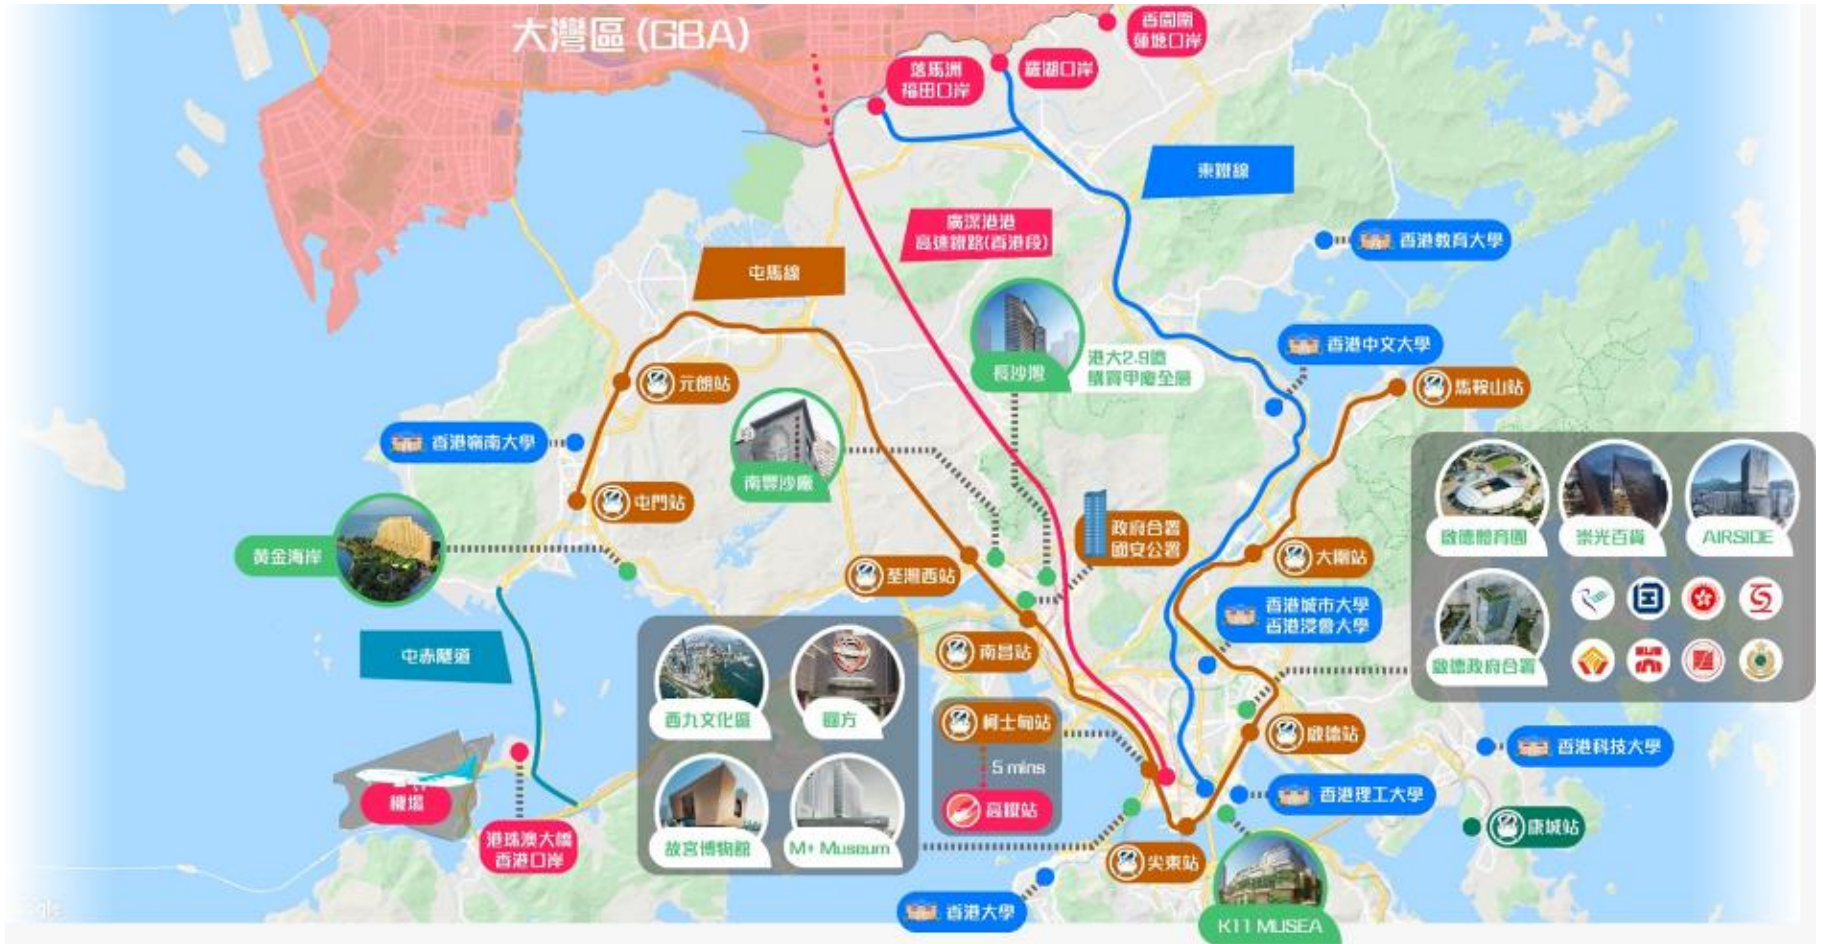 大灣區 (GBA)
香園圍
蓮塘口岸
落馬洲
福田口岸
羅湖口岸
東鐵線
廣深港港
高速鐵路(香港段)
香港教育大學
屯馬線
長沙灣
港大2.9億
購買甲廈全層
香港中文大學
元朗站
馬鞍山站
香港嶺南大學
南豐沙廠
屯門站
政府合署
國安公署
啟德體育園
崇光百貨
AIRSIDE
黃金海岸
荃灣西站
大圍站
香港城市大學
香港浸會大學
屯赤隧道
南昌站
啟德政府合署
西九文化區
圓方
柯士甸站
5 mins
高鐵站
啟德站
香港科技大學
機場
港珠澳大橋
香港口岸
故宮博物館
M+ Museum
香港理工大學
康城站
尖東站
香港大學
K11 MUSEA